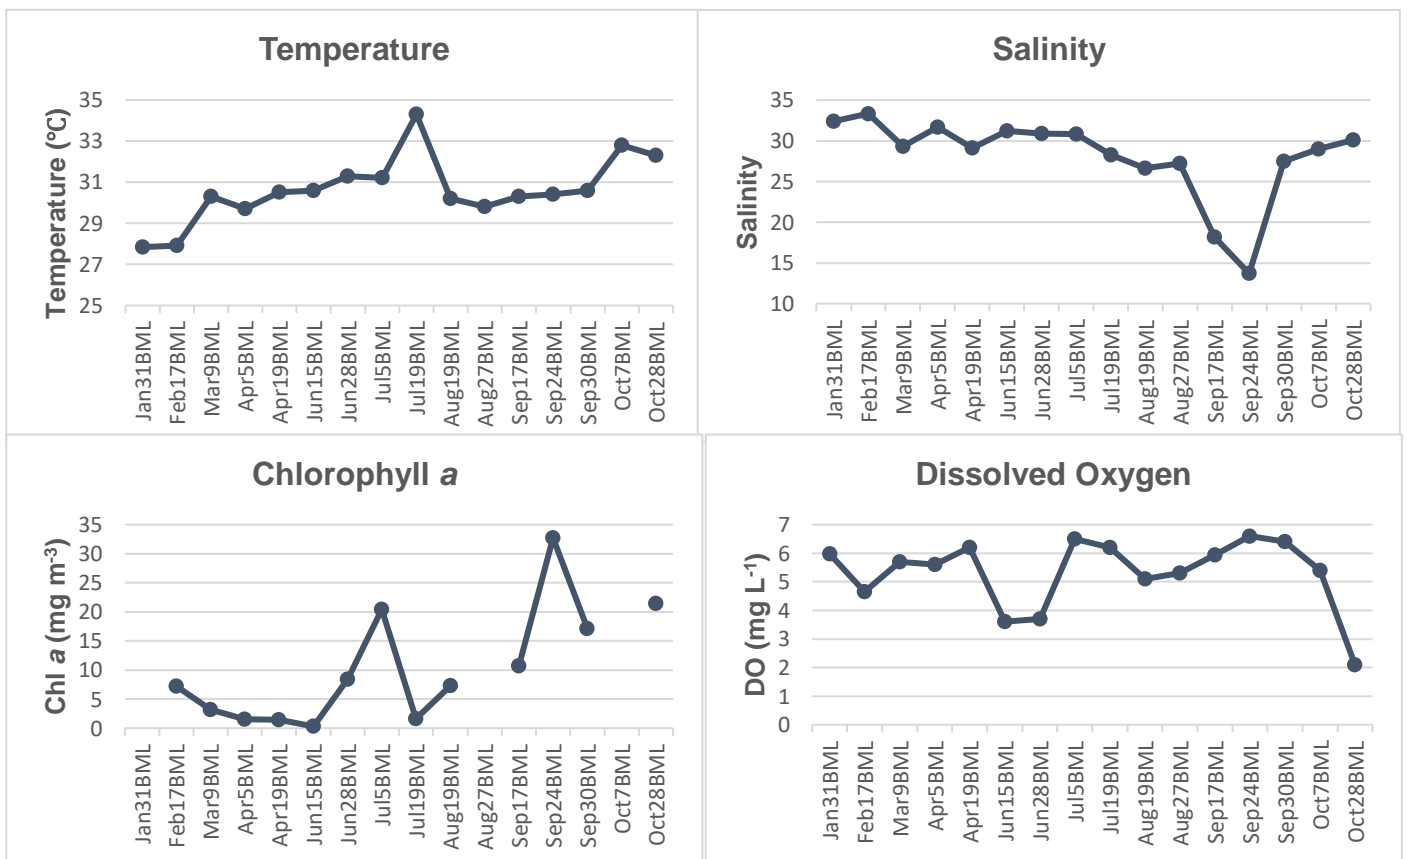 Temperature
Temperature (°C)
35
33
31
29
27
25
Jan31BML
Feb17BML
Mar9BML
Apr5BML
Apr19BML
Jun15BML
Jun28BML
Jul5BML
Jul19BML
Aug19BML
Aug27BML
Sep17BML
Sep24BML
Sep30BML
Oct7BML
Oct28BML
Salinity
Salinity
35
30
25
20
15
10
Jan31BML
Feb17BML
Mar9BML
Apr5BML
Apr19BML
Jun15BML
Jun28BML
Jul5BML
Jul19BML
Aug19BML
Aug27BML
Sep17BML
Sep24BML
Sep30BML
Oct7BML
Oct28BML
Chlorophyll a
Chl a (mg m⁻³)
35
30
25
20
15
10
5
0
Jan31BML
Feb17BML
Mar9BML
Apr5BML
Apr19BML
Jun15BML
Jun28BML
Jul5BML
Jul19BML
Aug19BML
Aug27BML
Sep17BML
Sep24BML
Sep30BML
Oct7BML
Oct28BML
Dissolved Oxygen
DO (mg L⁻¹)
7
6
5
4
3
2
1
0
Jan31BML
Feb17BML
Mar9BML
Apr5BML
Apr19BML
Jun15BML
Jun28BML
Jul5BML
Jul19BML
Aug19BML
Aug27BML
Sep17BML
Sep24BML
Sep30BML
Oct7BML
Oct28BML